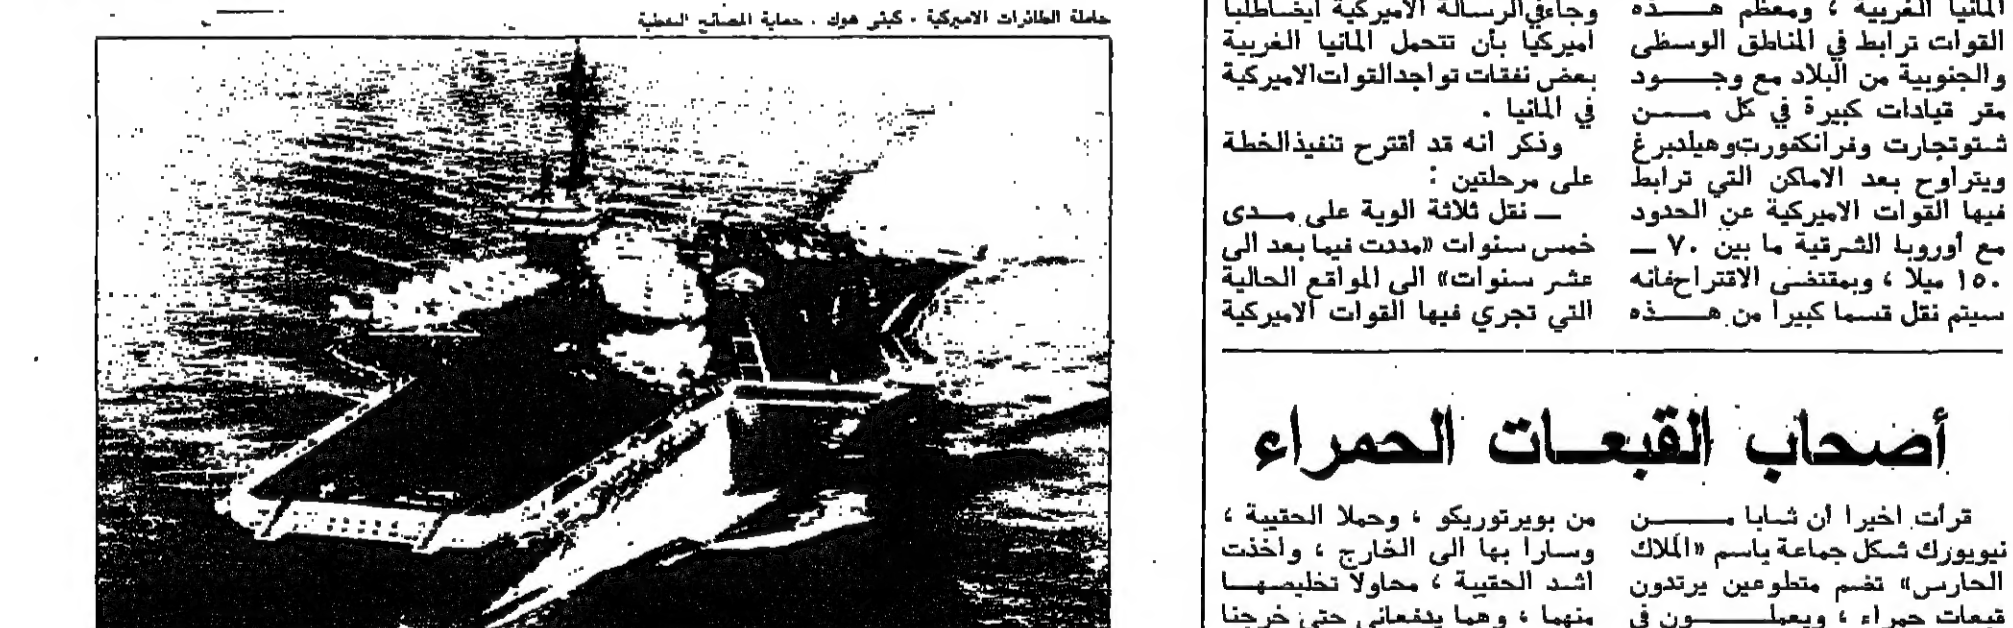 المانيا الغربية ، ومعظم هـــذه
القوات ترابط في المناطق الوسطى
والجنوبية من البلاد مع وجـــود
مقر قيادات كبيرة في كل مـــن
شتوتجارت وفرانكفورت وهيلدبرغ
ويتراوح بعد الاماكن التي ترابط
فيها القوات الاميركية عن الحدود
مع أوروبا الشرقية ما بين ٧٠ ــ
١٥٠ ميلا ، وبمقتضى الاقتراح فانه
سيتم نقل قسما كبيرا من هـــذه
وجاء في الرسالة الاميركية ايضا طلبا
اميركيا بأن تتحمل المانيا الغربية
بعض نفقات تواجد القوات الاميركية
في المانيا .
وذكر انه قد أقترح تنفيذ الخطة
على مرحلتين :
ــ نقل ثلاثة الوية على مــدى
خمس سنوات «مددت فيما بعد الى
عشر سنوات» الى المواقع الحالية
التي تجري فيها القوات الاميركية
حاملة الطائرات الاميركية ، كيتي هوك ، حماية المصالح النفطية
أصحاب القبعــات الحمراء
قرأت اخيرا أن شابا مـــن
نيويورك شكل جماعة باسم «الملاك
الحارس» تضم متطوعين يرتدون
قبعات حمراء ، ويعملـــون في
من بويرتوريكو ، وحملا الحقيبة ،
وسارا بها الى الخارج ، واخذت
اشد الحقيبة ، محاولا تخليصهــا
منهما ، وهما يدفعاني حتى خرجنا